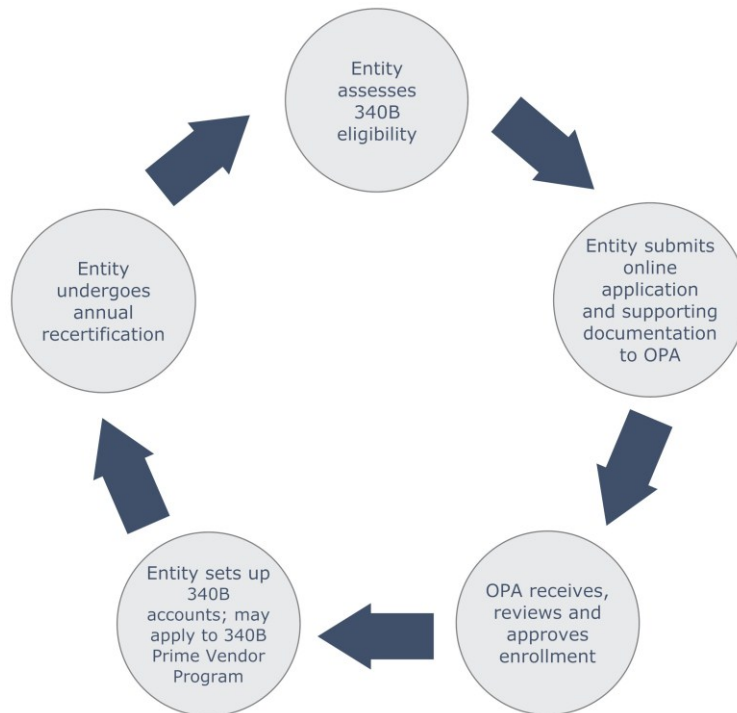 Entity
assesses
340B
eligibility
Entity submits
online
application
and supporting
documentation
to OPA
OPA receives,
reviews and
approves
enrollment
Entity sets up
340B
accounts; may
apply to 340B
Prime Vendor
Program
Entity
undergoes
annual
recertification